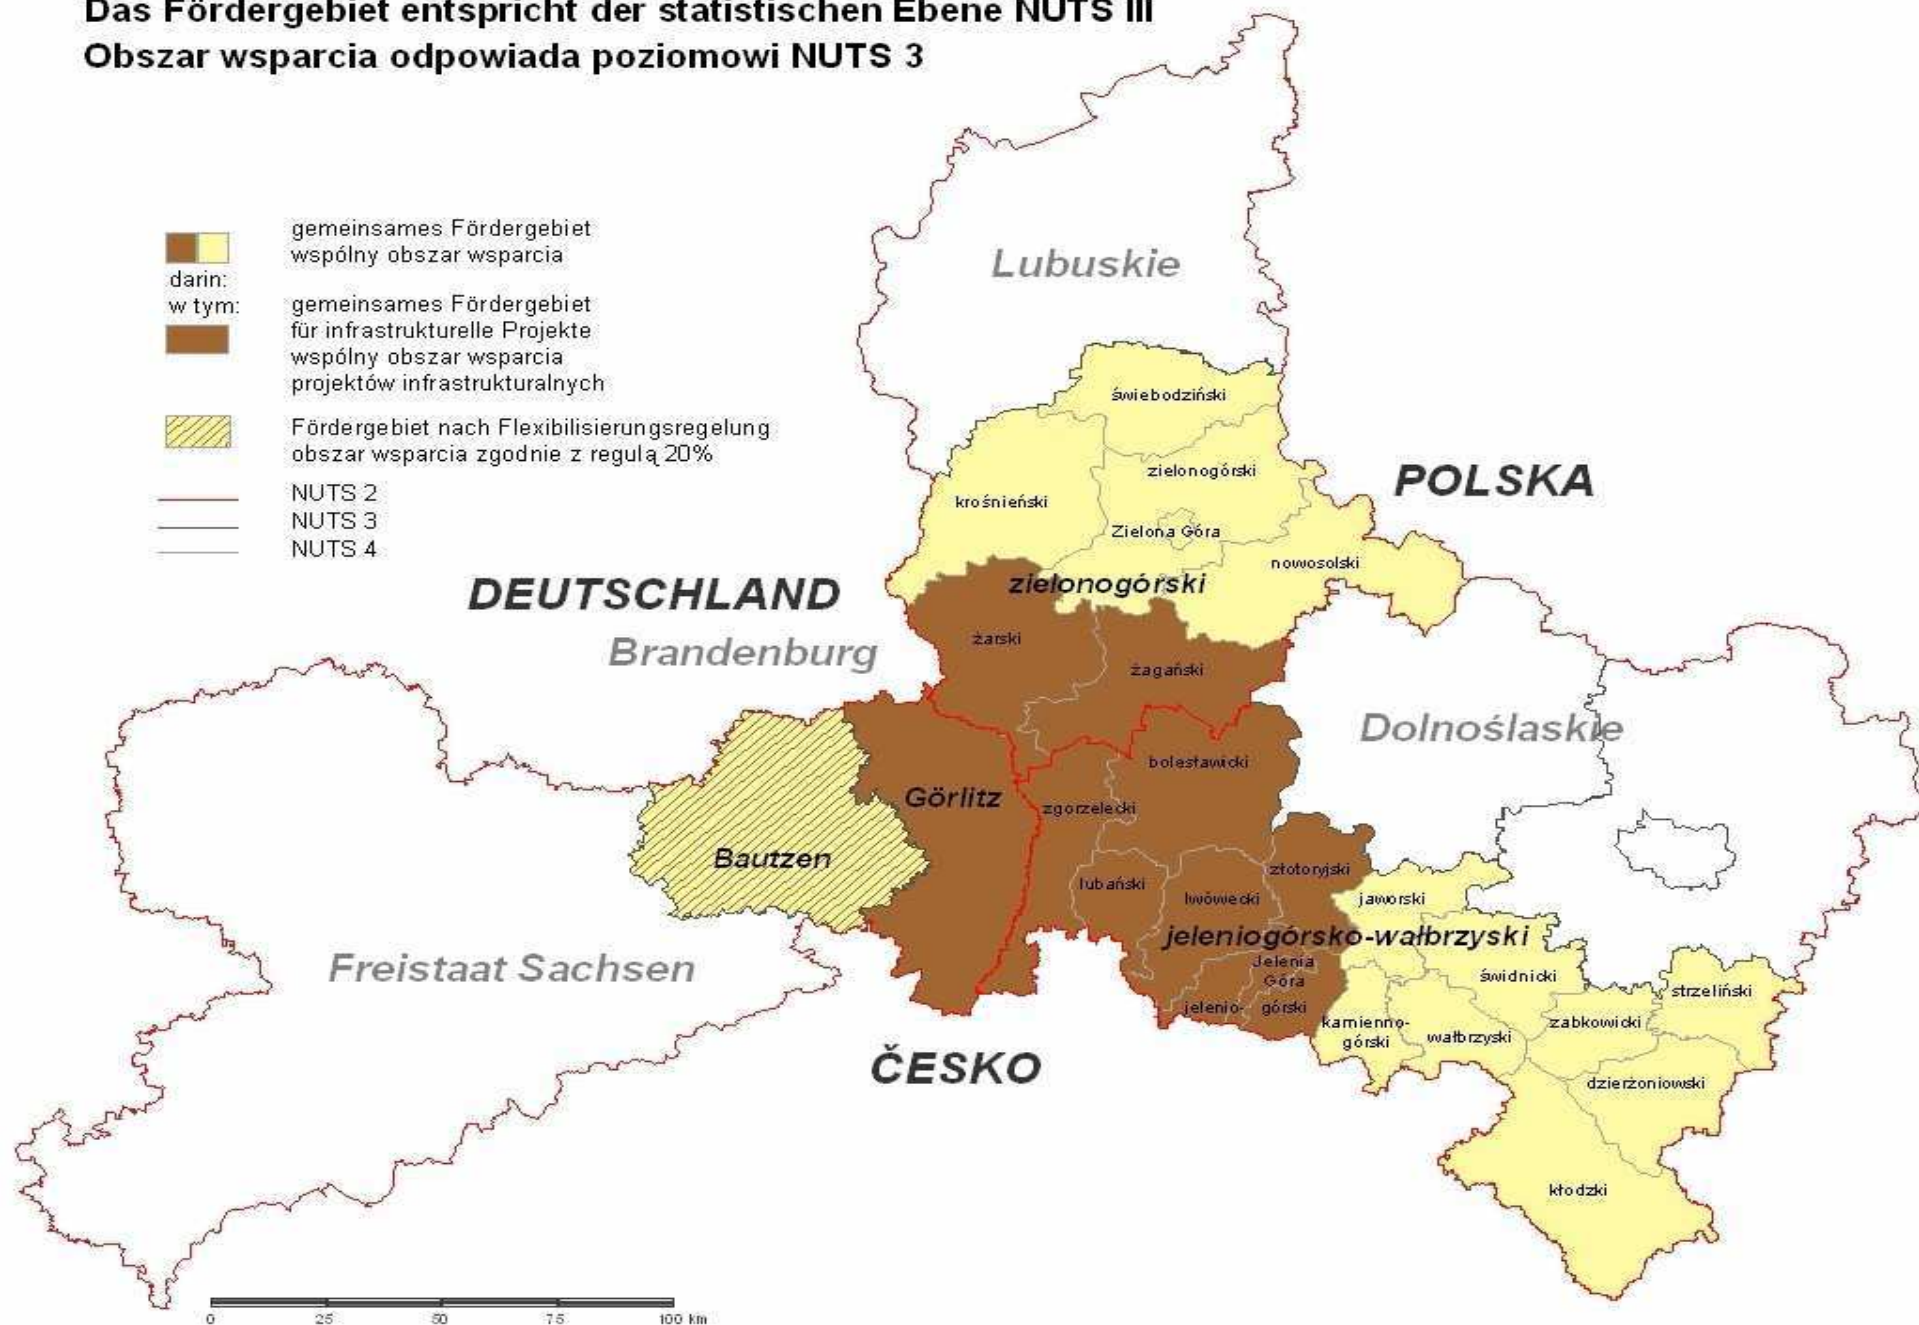 Das Fördergebiet entspricht der statistischen Ebene NUTS III
Obszar wsparcia odpowiada poziomowi NUTS 3
gemeinsames Fördergebiet
wspólny obszar wsparcia
darin:
w tym:
gemeinsames Fördergebiet
für infrastrukturelle Projekte
wspólny obszar wsparcia
projektów infrastrukturalnych
Fördergebiet nach Flexibilisierungsregelung
obszar wsparcia zgodnie z regulą 20%
NUTS 2
NUTS 3
NUTS 4
Lubuskie
świebodziński
zielonogórski
POLSKA
krośnieński
Zielona Góra
nowosolski
zielonogórski
DEUTSCHLAND
Brandenburg
żarski
żagański
Dolnoślaskie
bolesławicki
Görlitz
zgorzelecki
Bautzen
złotoryjski
lubański
lwówecki
jaworski
jeleniogórsko-wałbrzyski
Freistaat Sachsen
Jelenia
Góra
świdnicki
strzeliński
jelenio-
górski
kamienno-
górski
wałbrzyski
zabkowicki
ČESKO
dzierżoniowski
kłodzki
0 25 50 75 100 km